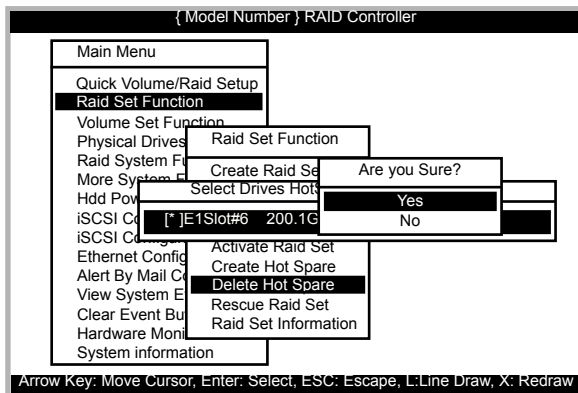 { Model Number } RAID Controller
Main Menu
Quick Volume/Raid Setup
Raid Set Function
Volume Set Function
Physical Drives
Raid System Fu
More System F
Hdd Pow
iSCSI Co
iSCSI Configur
Ethernet Config
Alert By Mail Co
View System E
Clear Event Bu
Hardware Moni
System information
Raid Set Function
Create Raid Se
Activate Raid Set
Create Hot Spare
Delete Hot Spare
Rescue Raid Set
Raid Set Information
Select Drives HotS
[* ]E1Slot#6 200.1G
Are you Sure?
Yes
No
Arrow Key: Move Cursor, Enter: Select, ESC: Escape, L:Line Draw, X: Redraw